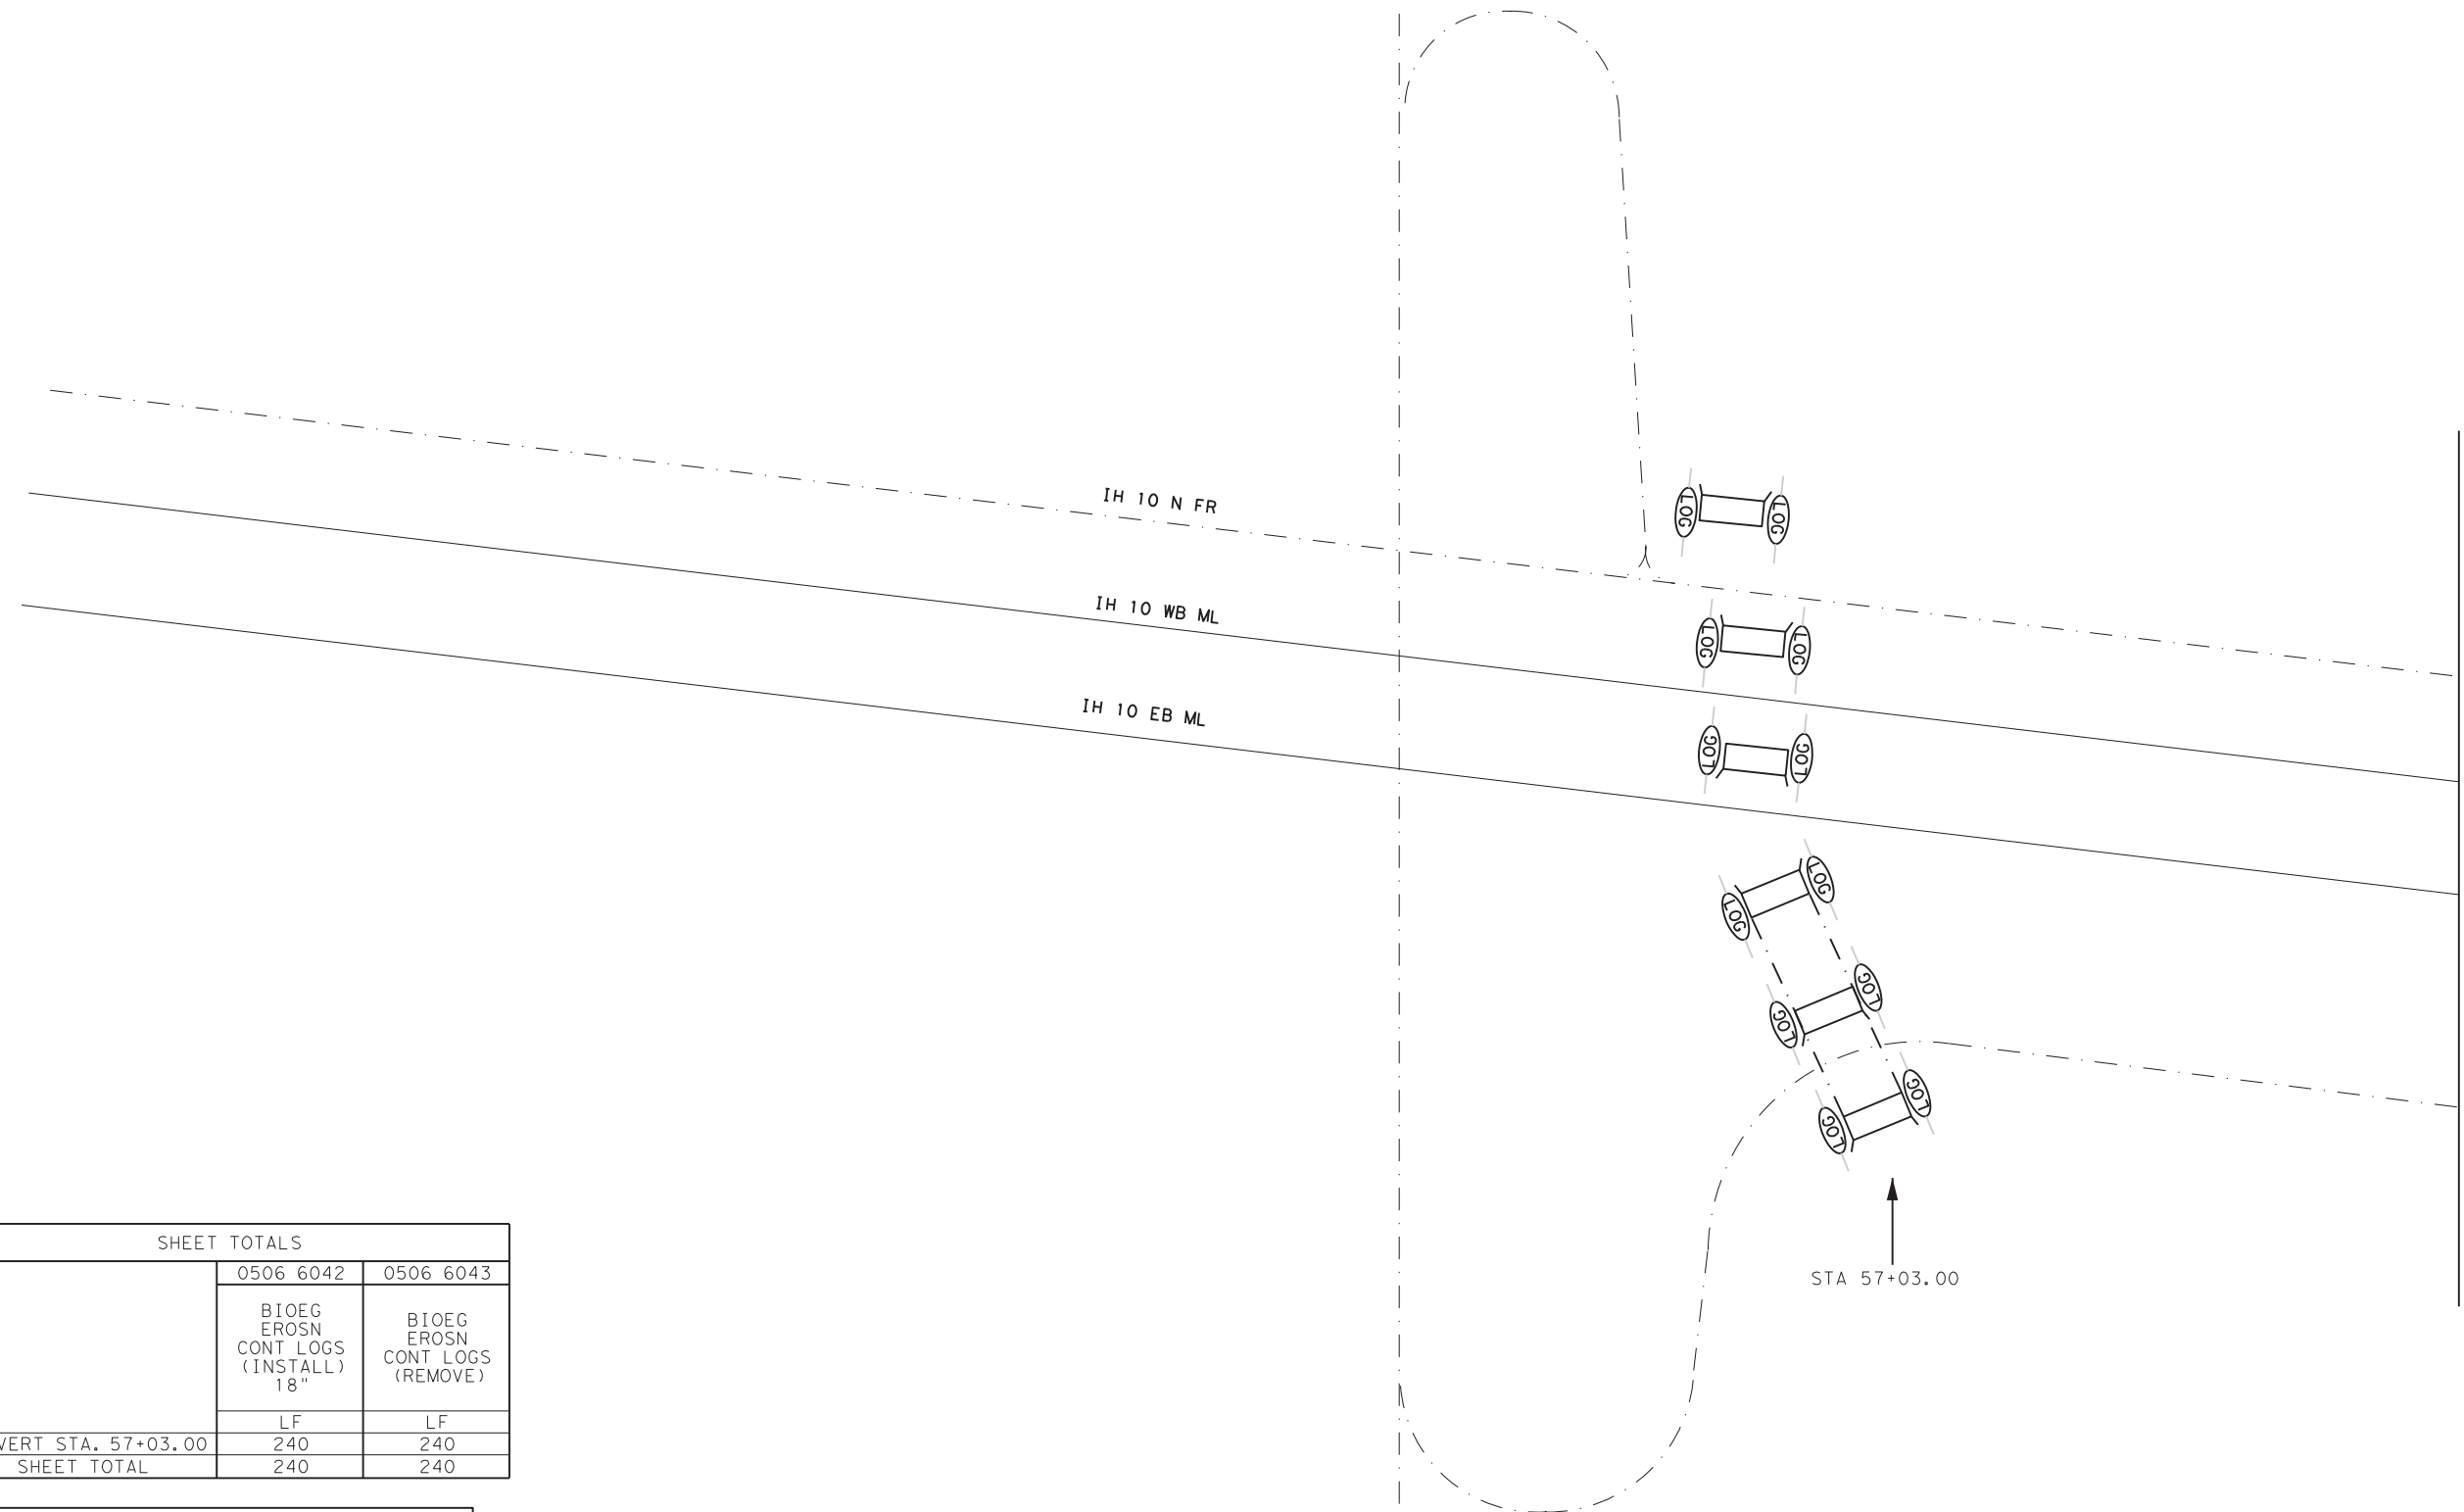 IH 10 N FR
IH 10 WB ML
IH 10 EB ML
LOG
LOG
LOG
LOG
LOG
LOG
LOG
LOG
LOG
LOG
LOG
LOG
STA 57+03.00
SHEET TOTALS
0506 6042
0506 6043
BIOEG
EROSN
CONT LOGS
(INSTALL)
18"
BIOEG
EROSN
CONT LOGS
(REMOVE)
LF
LF
VERT STA. 57+03.00
240
240
SHEET TOTAL
240
240